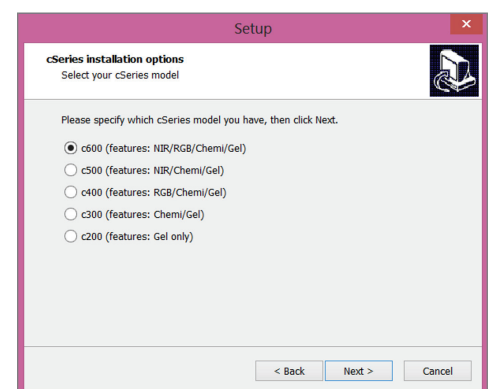 Setup
cSeries installation options
Select your cSeries model
Please specify which cSeries model you have, then click Next.
c600 (features: NIR/RGB/Chemi/Gel)
c500 (features: NIR/Chemi/Gel)
c400 (features: RGB/Chemi/Gel)
c300 (features: Chemi/Gel)
c200 (features: Gel only)
< Back Next > Cancel